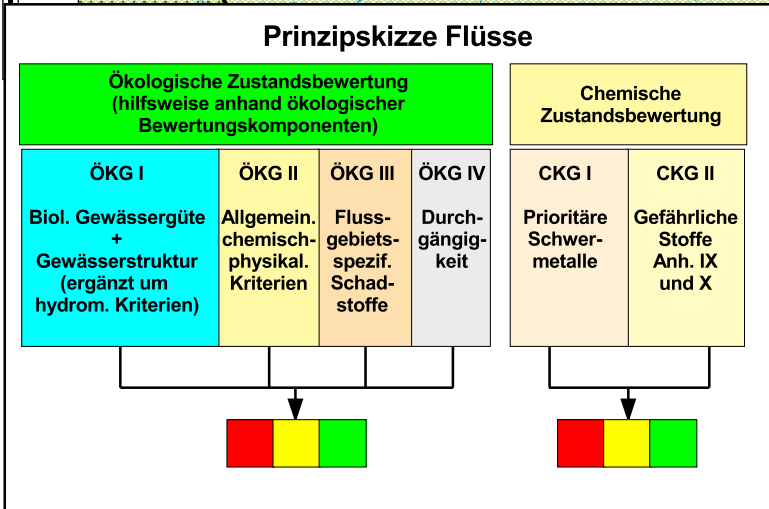 Prinzipskizze Flüsse
Ökologische Zustandsbewertung
(hilfsweise anhand ökologischer
Bewertungskomponenten)
Chemische
Zustandsbewertung
ÖKG I
Biol. Gewässergüte
+
Gewässerstruktur
(ergänzt um
hydrom. Kriterien)
ÖKG II
Allgemein.
chemisch-
physikal.
Kriterien
ÖKG III
Fluss-
gebiets-
spezif.
Schad-
stoffe
ÖKG IV
Durch-
gängig-
keit
CKG I
Prioritäre
Schwer-
metalle
CKG II
Gefährliche
Stoffe
Anh. IX
und X